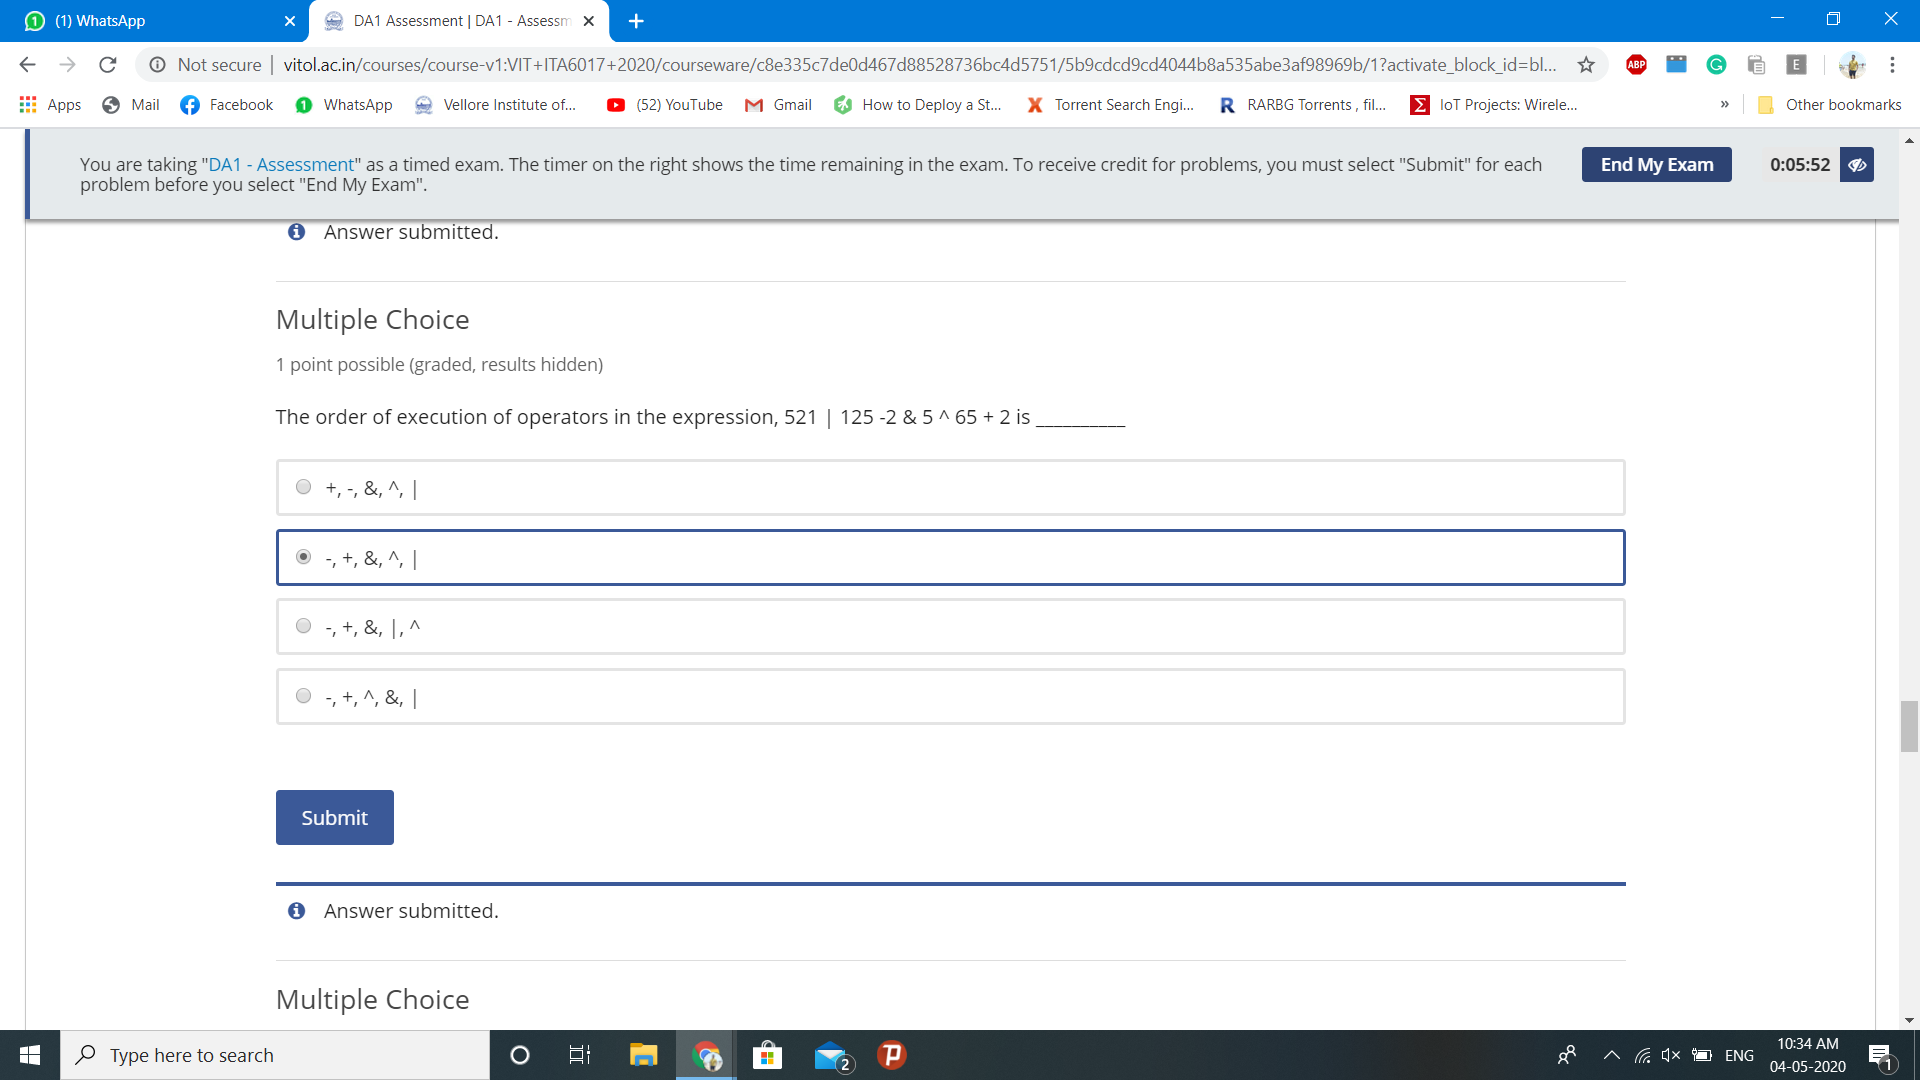 (1) WhatsApp
DA1 Assessment | DA1 - Assessm
Not secure | vitol.ac.in/courses/course-v1:VIT+ITA6017+2020/courseware/c8e335c7de0d467d88528736bc4d5751/5b9cdcd9cd4044b8a535abe3af98969b/1?activate_block_id=bl...
ABP
E
Apps Mail Facebook WhatsApp Vellore Institute of... (52) YouTube Gmail How to Deploy a St... Torrent Search Engi... RARBG Torrents , fil... IoT Projects: Wirele... » Other bookmarks
You are taking "DA1 - Assessment" as a timed exam. The timer on the right shows the time remaining in the exam. To receive credit for problems, you must select "Submit" for each
problem before you select "End My Exam".
End My Exam
0:05:52
Answer submitted.
Multiple Choice
1 point possible (graded, results hidden)
The order of execution of operators in the expression, 521 | 125 -2 & 5 ^ 65 + 2 is __________
+, -, &, ^, |
-, +, &, ^, |
-, +, &, |, ^
-, +, ^, &, |
Submit
Answer submitted.
Multiple Choice
Type here to search
2
ENG
10:34 AM
04-05-2020
1